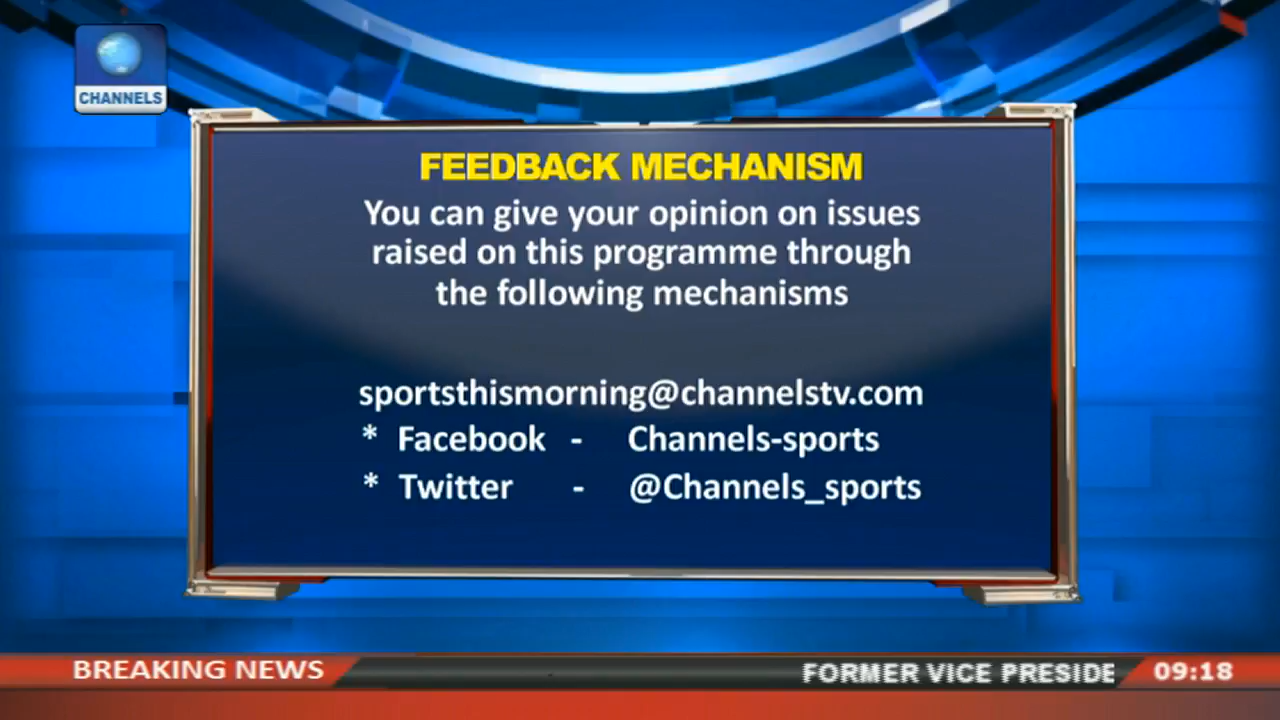 CHANNELS
FEEDBACK MECHANISM
You can give your opinion on issues
raised on this programme through
the following mechanisms
sportsthismorning@channelstv.com
* Facebook - Channels-sports
* Twitter - @Channels_sports
BREAKING NEWS
FORMER VICE PRESIDE
09:18